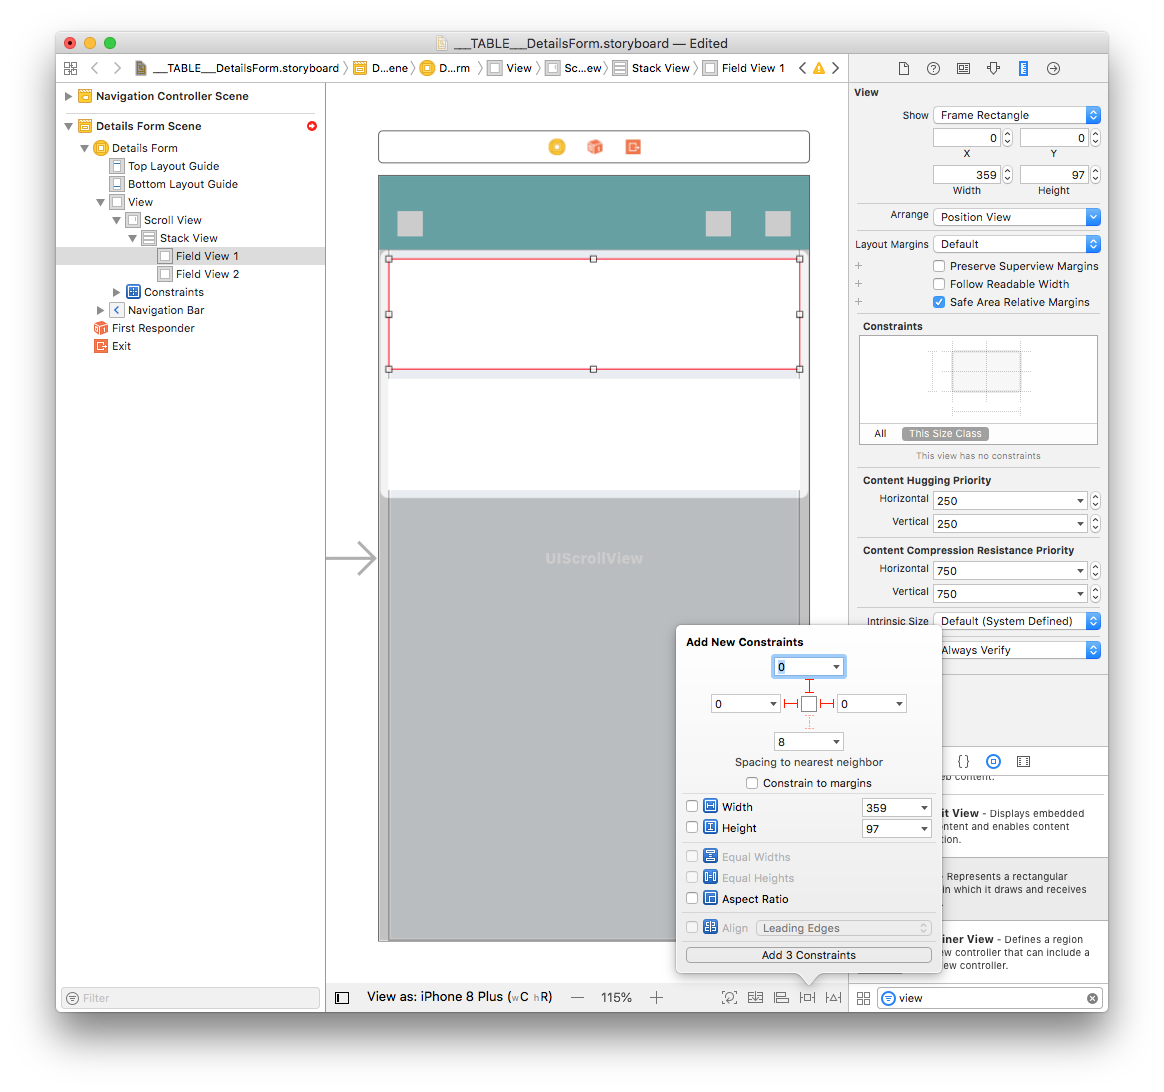 ___TABLE___DetailsForm.storyboard — Edited
___TABLE___DetailsForm.storyboard
D...ene
D...rm
View
Sc...ew
Stack View
Field View 1
Navigation Controller Scene
Details Form Scene
Details Form
Top Layout Guide
Bottom Layout Guide
View
Scroll View
Stack View
Field View 1
Field View 2
Constraints
Navigation Bar
First Responder
Exit
Filter
UIScrollView
View as: iPhone 8 Plus (wC hR)
115%
View
Show Frame Rectangle
0 0
X Y
359 97
Width Height
Arrange Position View
Layout Margins Default
Preserve Superview Margins
Follow Readable Width
Safe Area Relative Margins
Constraints
All This Size Class
This view has no constraints
Content Hugging Priority
Horizontal 250
Vertical 250
Content Compression Resistance Priority
Horizontal 750
Vertical 750
Intrinsic Size Default (System Defined)
Always Verify
Add New Constraints
0
0 0
8
Spacing to nearest neighbor
Constrain to margins
Width 359
Height 97
Equal Widths
Equal Heights
Aspect Ratio
Align Leading Edges
Add 3 Constraints
{}
eb content.
it View - Displays embedded
ntent and enables content
tion.
- Represents a rectangular
in which it draws and receives
.
iner View - Defines a region
ew controller that can include a
ew controller.
view